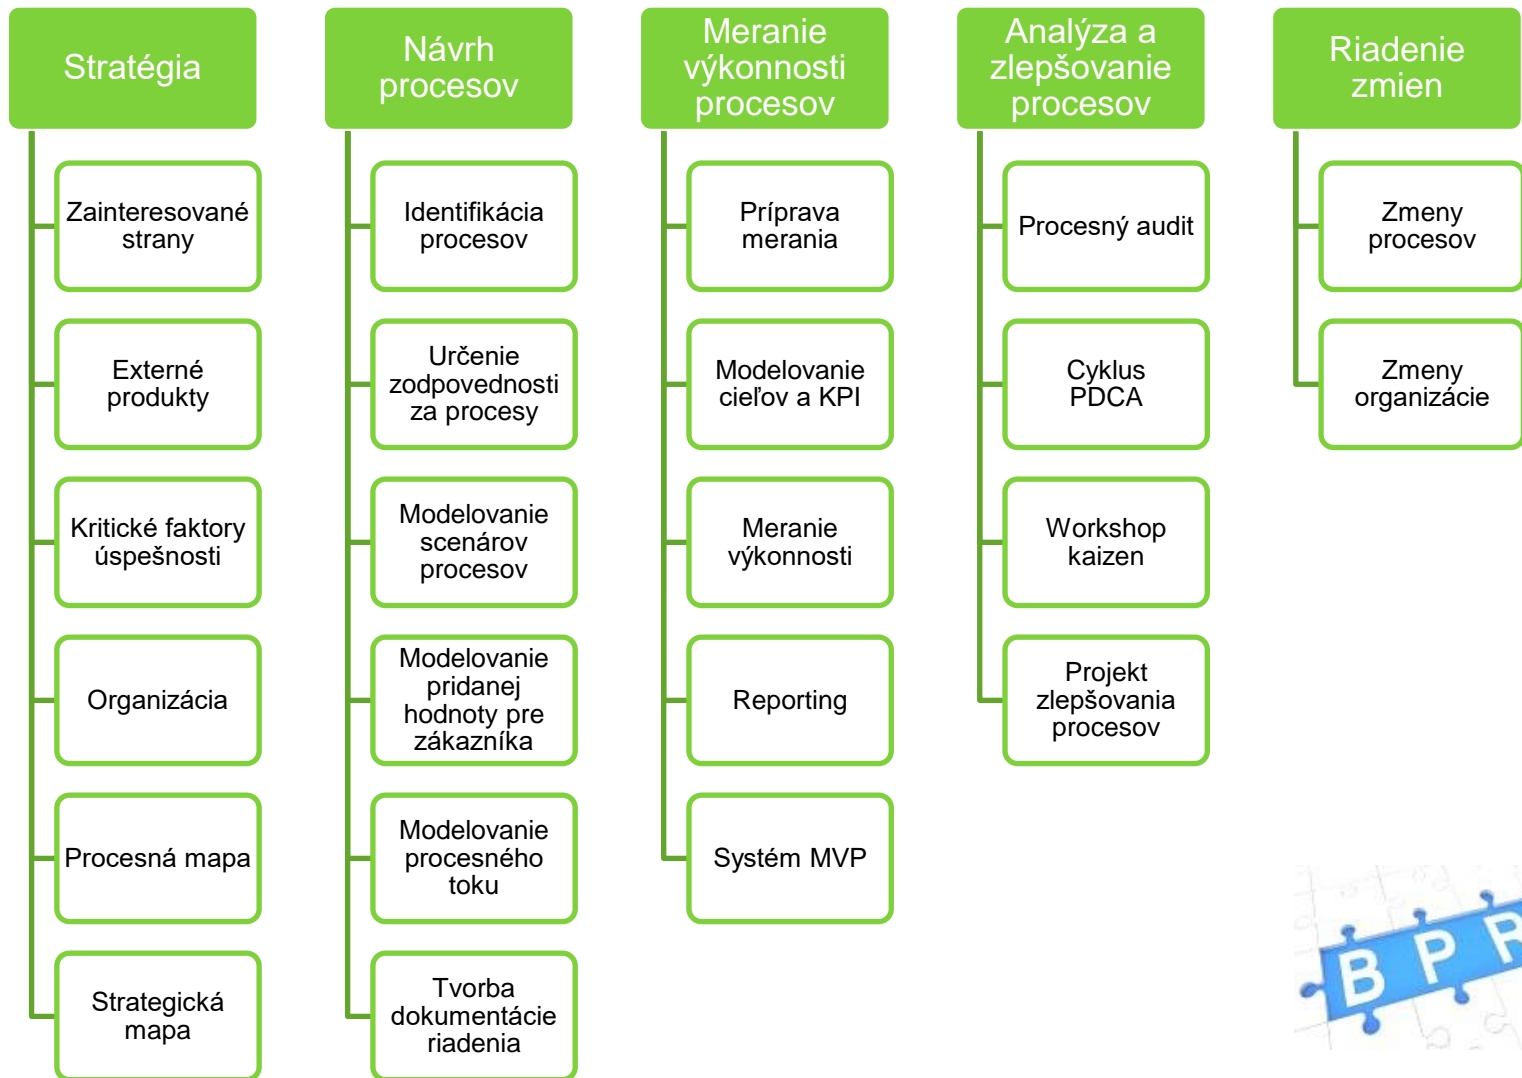 Stratégia
Zainteresované
strany
Externé
produkty
Kritické faktory
úspešnosti
Organizácia
Procesná mapa
Strategická
mapa
Návrh
procesov
Identifikácia
procesov
Určenie
zodpovednosti
za procesy
Modelovanie
scenárov
procesov
Modelovanie
pridanej
hodnoty pre
zákazníka
Modelovanie
procesného
toku
Tvorba
dokumentácie
riadenia
Meranie
výkonnosti
procesov
Príprava
merania
Modelovanie
cieľov a KPI
Meranie
výkonnosti
Reporting
Systém MVP
Analýza a
zlepšovanie
procesov
Procesný audit
Cyklus
PDCA
Workshop
kaizen
Projekt
zlepšovania
procesov
Riadenie
zmien
Zmeny
procesov
Zmeny
organizácie
BPR